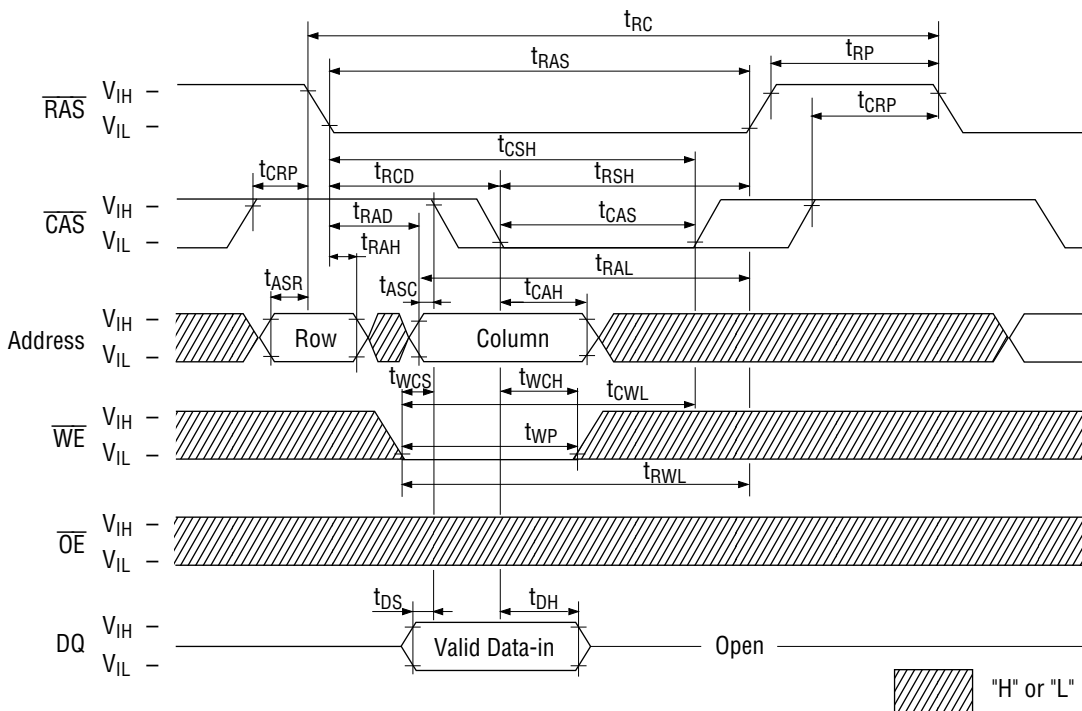 tRC
tRAS
tRP
RAS
VIH –
VIL –
tCRP
tCSH
tCRP
tRCD
tRSH
CAS
VIH –
VIL –
tRAD
tCAS
tRAH
tRAL
tASR
tASC
tCAH
Address
VIH –
VIL –
Row
Column
tWCS
tWCH
tCWL
WE
VIH –
VIL –
tWP
tRWL
OE
VIH –
VIL –
tDS
tDH
DQ
VIH –
VIL –
Valid Data-in
Open
"H" or "L"